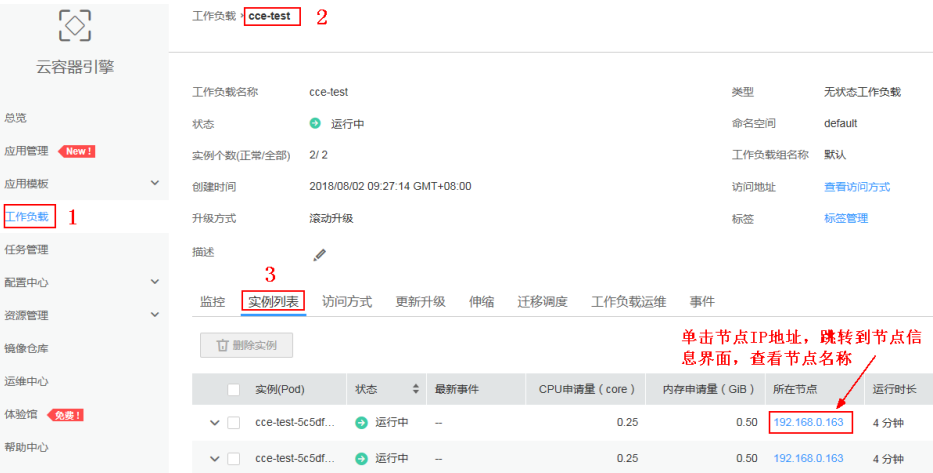 云容器引擎
总览
应用管理 New !
应用模板
工作负载 1
任务管理
配置中心
资源管理
镜像仓库
运维中心
体验馆 免费！
帮助中心
工作负载 › cce-test 2
工作负载名称 cce-test 类型 无状态工作负载
状态 运行中 命名空间 default
实例个数(正常/全部) 2/ 2 工作负载组名称 默认
创建时间 2018/08/02 09:27:14 GMT+08:00 访问地址 查看访问方式
升级方式 滚动升级 标签 标签管理
描述
3
监控 实例列表 访问方式 更新升级 伸缩 迁移调度 工作负载运维 事件
删除实例
单击节点IP地址，跳转到节点信
息界面，查看节点名称
实例(Pod) 状态 最新事件 CPU申请量（core） 内存申请量（GiB） 所在节点 运行时长
cce-test-5c5df... 运行中 -- 0.25 0.50 192.168.0.163 4 分钟
cce-test-5c5df... 运行中 -- 0.25 0.50 192.168.0.163 4 分钟